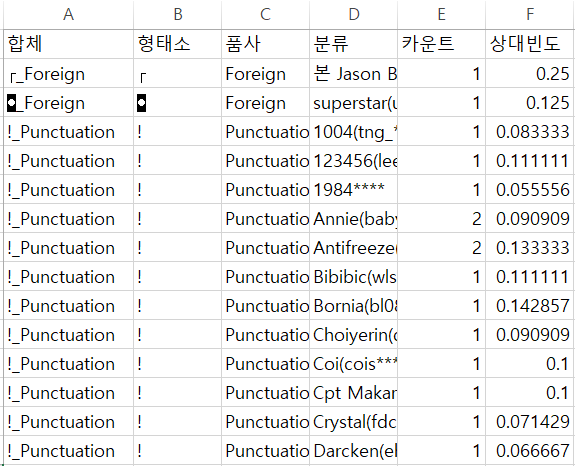 A B C D E F
합체 형태소 품사 분류 카운트 상대빈도
┌_Foreign ┌ Foreign 본 Jason B 1 0.25
◘_Foreign ◘ Foreign superstar(u 1 0.125
!_Punctuation ! Punctuatio 1004(tng_* 1 0.083333
!_Punctuation ! Punctuatio 123456(lee 1 0.111111
!_Punctuation ! Punctuatio 1984**** 1 0.055556
!_Punctuation ! Punctuatio Annie(baby 2 0.090909
!_Punctuation ! Punctuatio Antifreeze( 2 0.133333
!_Punctuation ! Punctuatio Bibibic(wls 1 0.111111
!_Punctuation ! Punctuatio Bornia(bl08 1 0.142857
!_Punctuation ! Punctuatio Choiyerin(c 1 0.090909
!_Punctuation ! Punctuatio Coi(cois*** 1 0.1
!_Punctuation ! Punctuatio Cpt Makar 1 0.1
!_Punctuation ! Punctuatio Crystal(fdc 1 0.071429
!_Punctuation ! Punctuatio Darcken(el 1 0.066667